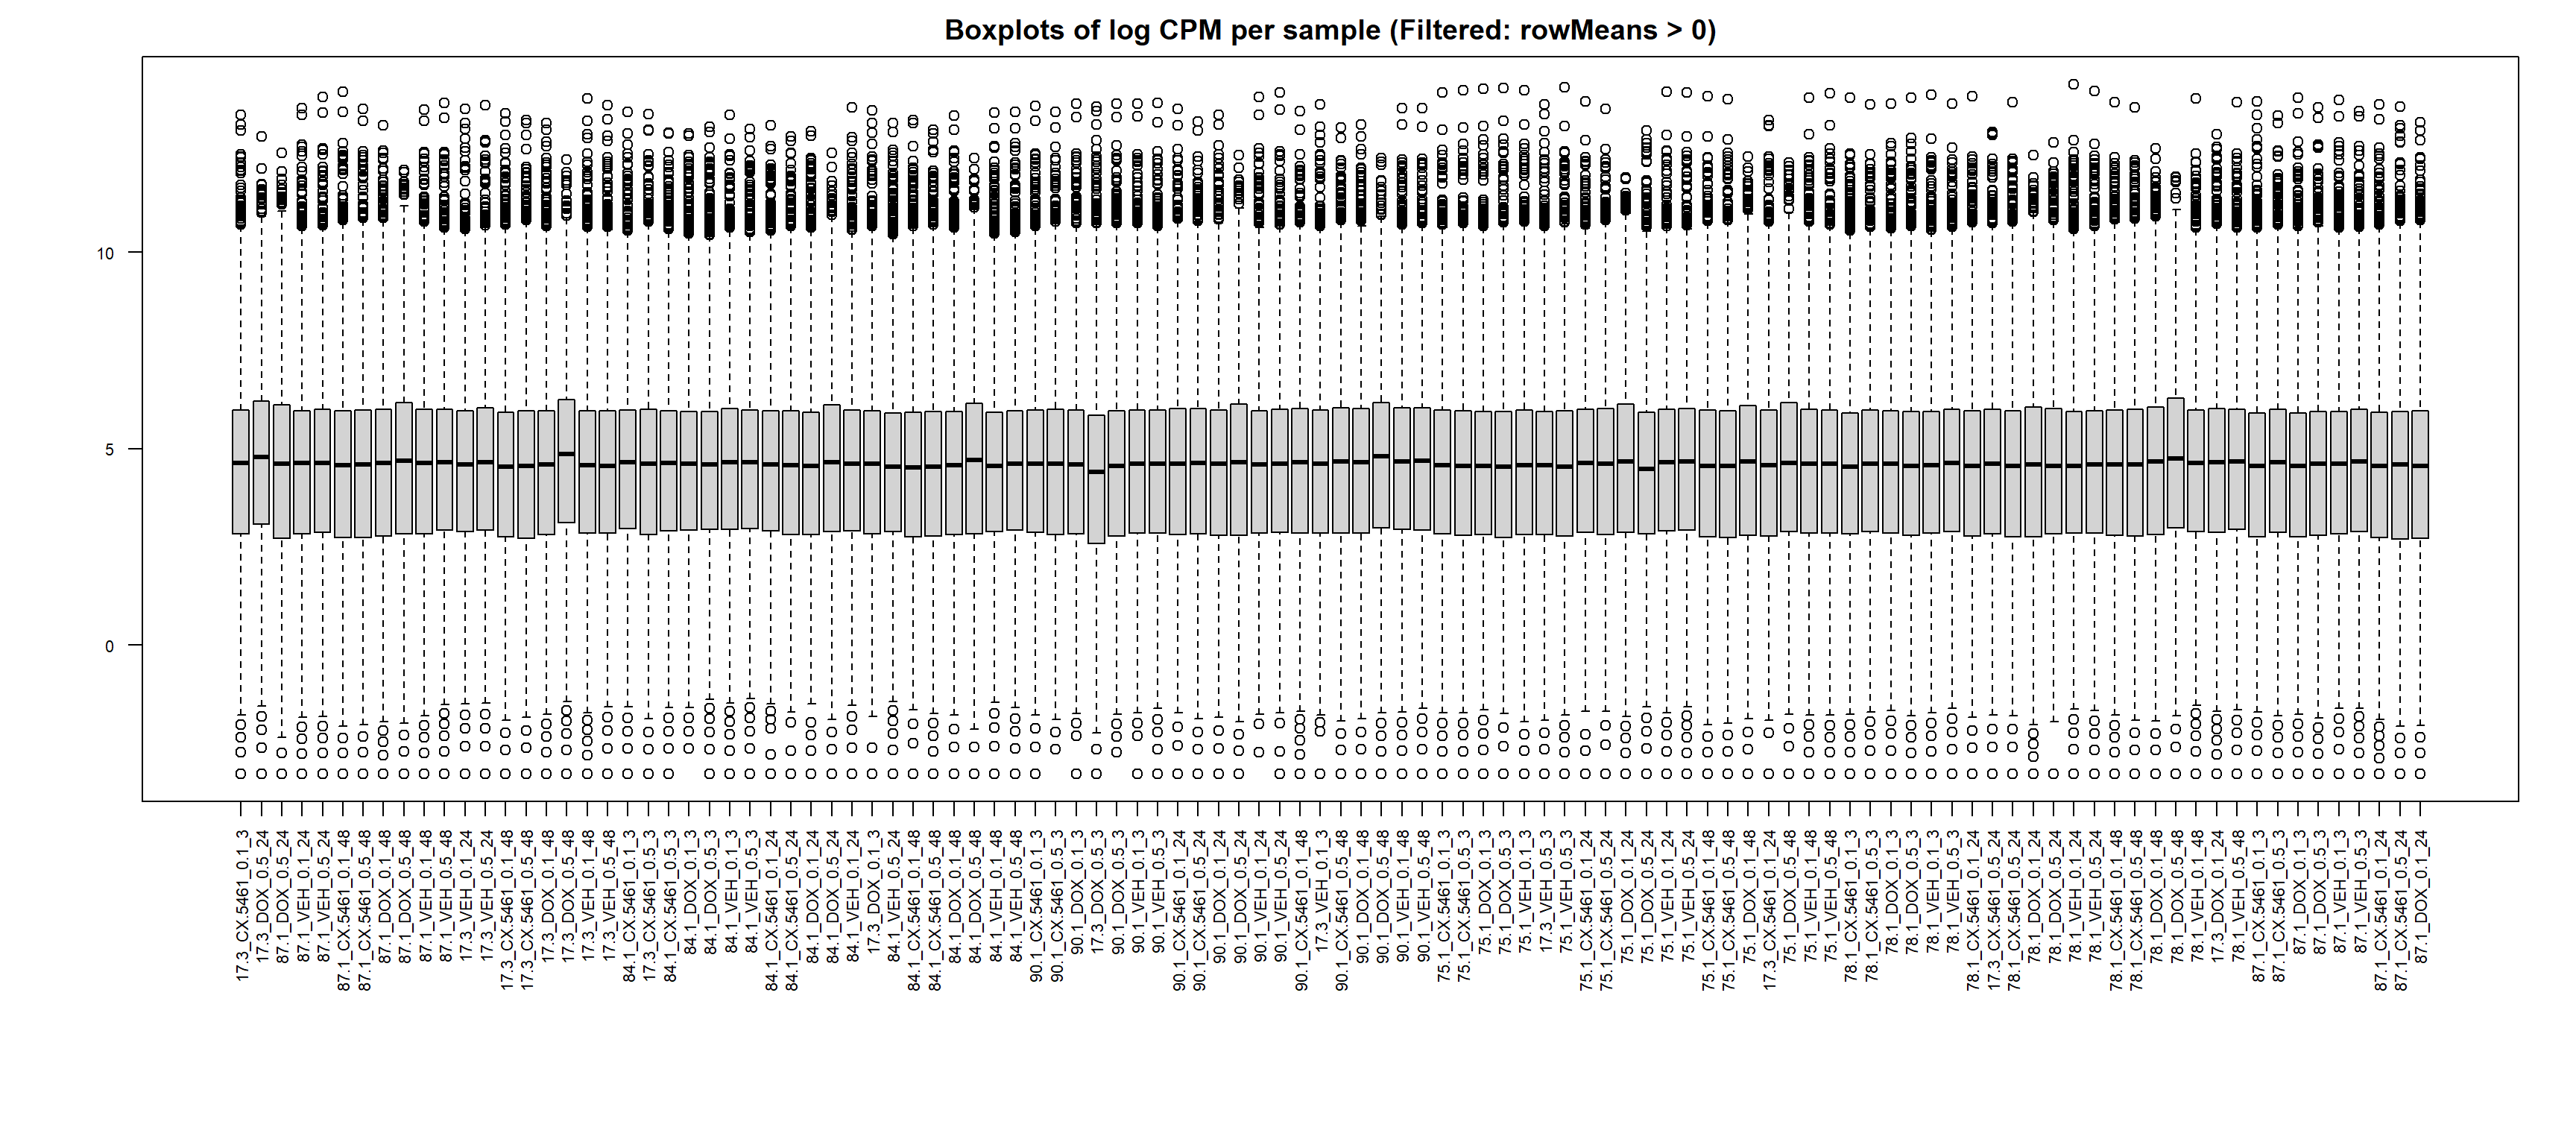 Boxplots of log CPM per sample (Filtered: rowMeans > 0)
10
5
0
17.3_CX.5461_0.1_3
17.3_DOX_0.5_24
87.1_DOX_0.5_24
87.1_VEH_0.1_24
87.1_VEH_0.5_24
87.1_CX.5461_0.1_48
87.1_CX.5461_0.5_48
87.1_DOX_0.1_48
87.1_DOX_0.5_48
87.1_VEH_0.1_48
87.1_VEH_0.5_48
17.3_VEH_0.1_24
17.3_VEH_0.5_24
17.3_CX.5461_0.1_48
17.3_CX.5461_0.5_48
17.3_DOX_0.1_48
17.3_DOX_0.5_48
17.3_VEH_0.1_48
17.3_VEH_0.5_48
84.1_CX.5461_0.1_3
17.3_CX.5461_0.5_3
84.1_CX.5461_0.5_3
84.1_DOX_0.1_3
84.1_DOX_0.5_3
84.1_VEH_0.1_3
84.1_VEH_0.5_3
84.1_CX.5461_0.1_24
84.1_CX.5461_0.5_24
84.1_DOX_0.1_24
84.1_DOX_0.5_24
84.1_VEH_0.1_24
17.3_DOX_0.1_3
84.1_VEH_0.5_24
84.1_CX.5461_0.1_48
84.1_CX.5461_0.5_48
84.1_DOX_0.1_48
84.1_DOX_0.5_48
84.1_VEH_0.1_48
84.1_VEH_0.5_48
90.1_CX.5461_0.1_3
90.1_CX.5461_0.5_3
90.1_DOX_0.1_3
17.3_DOX_0.5_3
90.1_DOX_0.5_3
90.1_VEH_0.1_3
90.1_VEH_0.5_3
90.1_CX.5461_0.1_24
90.1_CX.5461_0.5_24
90.1_DOX_0.1_24
90.1_DOX_0.5_24
90.1_VEH_0.1_24
90.1_VEH_0.5_24
90.1_CX.5461_0.1_48
17.3_VEH_0.1_3
90.1_CX.5461_0.5_48
90.1_DOX_0.1_48
90.1_DOX_0.5_48
90.1_VEH_0.1_48
90.1_VEH_0.5_48
75.1_CX.5461_0.1_3
75.1_CX.5461_0.5_3
75.1_DOX_0.1_3
75.1_DOX_0.5_3
75.1_VEH_0.1_3
17.3_VEH_0.5_3
75.1_VEH_0.5_3
75.1_CX.5461_0.1_24
75.1_CX.5461_0.5_24
75.1_DOX_0.1_24
75.1_DOX_0.5_24
75.1_VEH_0.1_24
75.1_VEH_0.5_24
75.1_CX.5461_0.1_48
75.1_CX.5461_0.5_48
75.1_DOX_0.1_48
17.3_CX.5461_0.1_24
75.1_DOX_0.5_48
75.1_VEH_0.1_48
75.1_VEH_0.5_48
78.1_CX.5461_0.1_3
78.1_CX.5461_0.5_3
78.1_DOX_0.1_3
78.1_DOX_0.5_3
78.1_VEH_0.1_3
78.1_VEH_0.5_3
78.1_CX.5461_0.1_24
17.3_CX.5461_0.5_24
78.1_CX.5461_0.5_24
78.1_DOX_0.1_24
78.1_DOX_0.5_24
78.1_VEH_0.1_24
78.1_VEH_0.5_24
78.1_CX.5461_0.1_48
78.1_CX.5461_0.5_48
78.1_DOX_0.1_48
78.1_DOX_0.5_48
78.1_VEH_0.1_48
17.3_DOX_0.1_24
78.1_VEH_0.5_48
87.1_CX.5461_0.1_3
87.1_CX.5461_0.5_3
87.1_DOX_0.1_3
87.1_DOX_0.5_3
87.1_VEH_0.1_3
87.1_VEH_0.5_3
87.1_CX.5461_0.1_24
87.1_CX.5461_0.5_24
87.1_DOX_0.1_24